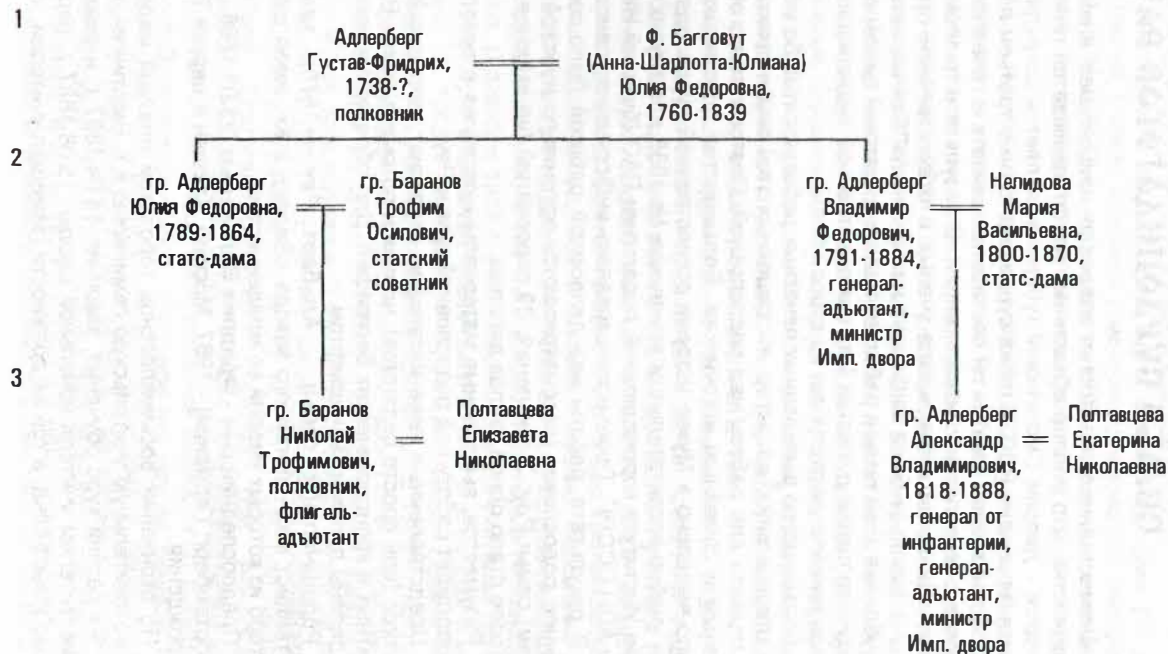 1
Адлерберг
Густав-Фридрих,
1738-?,
полковник
Ф. Багговут
(Анна-Шарлотта-Юлиана)
Юлия Федоровна,
1760-1839
2
гр. Адлерберг
Юлия Федоровна,
1789-1864,
статс-дама
гр. Баранов
Трофим
Осипович,
статский
советник
гр. Адлерберг
Владимир
Федорович,
1791-1884,
генерал-
адъютант,
министр
Имп. двора
Нелидова
Мария
Васильевна,
1800-1870,
статс-дама
3
гр. Баранов
Николай
Трофимович,
полковник,
флигель-
адъютант
Полтавцева
Елизавета
Николаевна
гр. Адлерберг
Александр
Владимирович,
1818-1888,
генерал от
инфантерии,
генерал-
адъютант,
министр
Имп. двора
Полтавцева
Екатерина
Николаевна